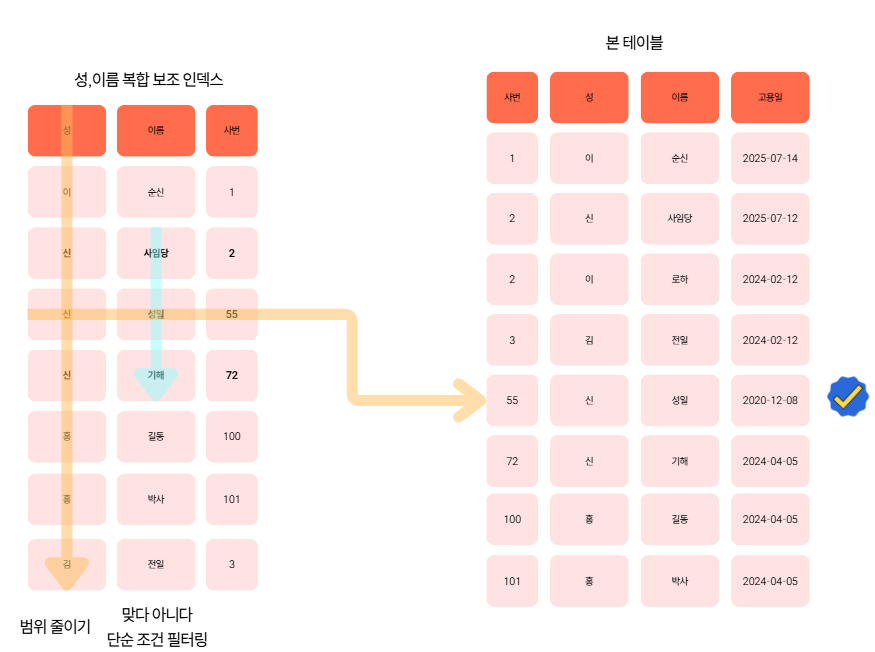 성,이름 복합 보조 인덱스
성 이름 사번
이 순신 1
신 사임당 2
신 성일 55
신 기해 72
홍 길동 100
홍 박사 101
김 전일 3
범위 줄이기
맞다 아니다
단순 조건 필터링
본 테이블
사번 성 이름 고용일
1 이 순신 2025-07-14
2 신 사임당 2025-07-12
2 이 로하 2024-02-12
3 김 전일 2024-02-12
55 신 성일 2020-12-08
72 신 기해 2024-04-05
100 홍 길동 2024-04-05
101 홍 박사 2024-04-05